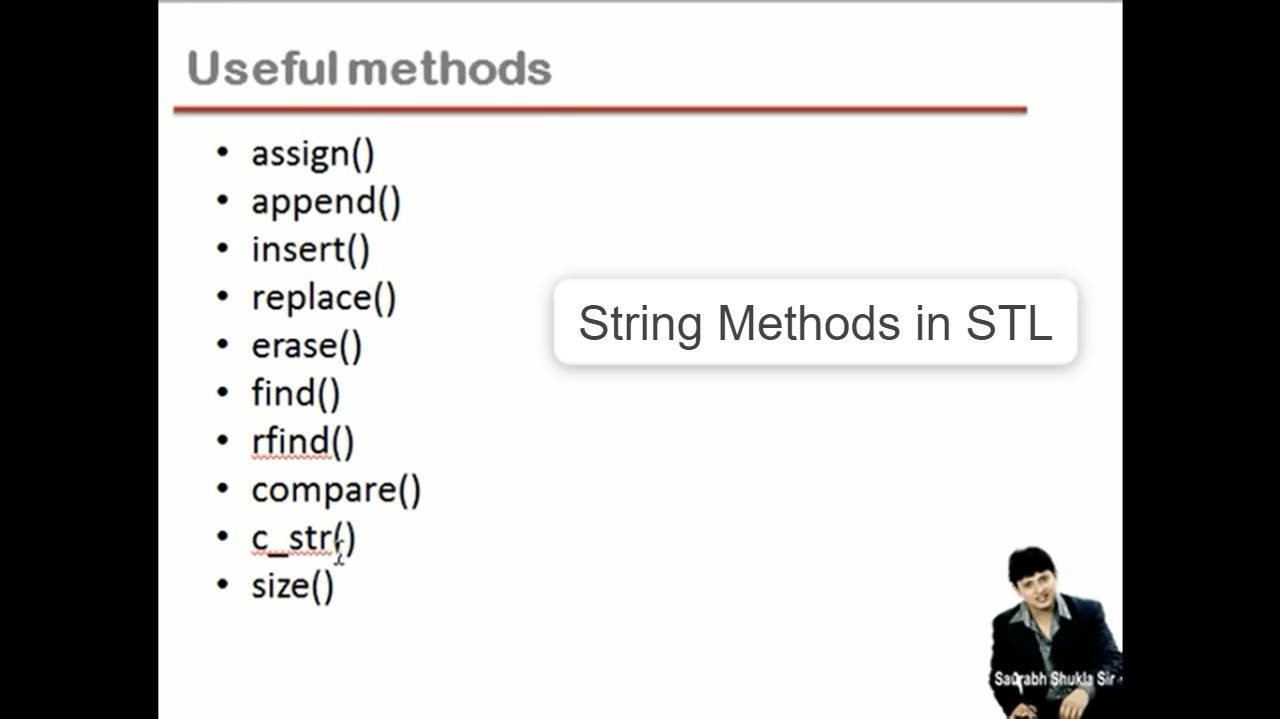 Useful methods
• assign()
• append()
• insert()
• replace()
• erase()
• find()
• rfind()
• compare()
• c_str()
• size()
String Methods in STL
Saurabh Shukla Sir